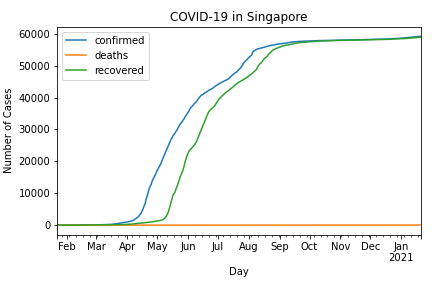 COVID-19 in Singapore
confirmed
deaths
recovered
60000
50000
40000
30000
20000
10000
0
Number of Cases
Feb Mar Apr May Jun Jul Aug Sep Oct Nov Dec Jan
2021
Day